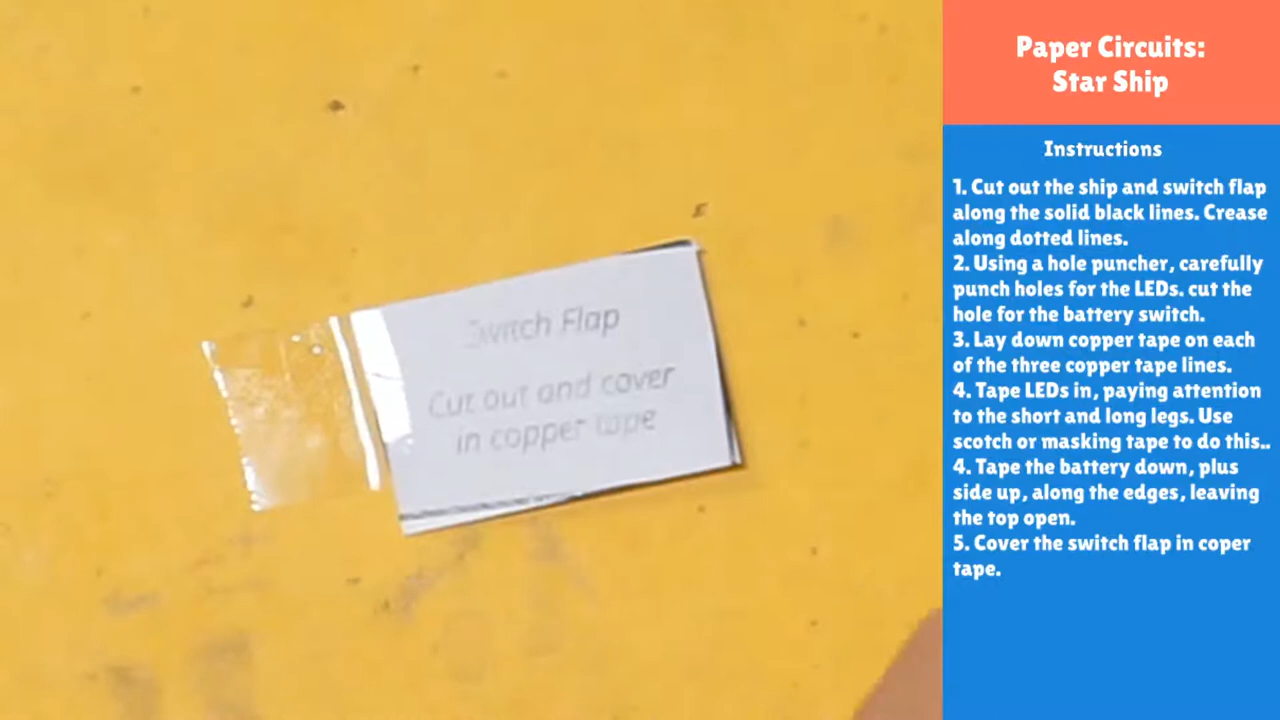 Switch Flap
Cut out and cover
in copper tape
Paper Circuits:
Star Ship
Instructions
1. Cut out the ship and switch flap
along the solid black lines. Crease
along dotted lines.
2. Using a hole puncher, carefully
punch holes for the LEDs. cut the
hole for the battery switch.
3. Lay down copper tape on each
of the three copper tape lines.
4. Tape LEDs in, paying attention
to the short and long legs. Use
scotch or masking tape to do this..
4. Tape the battery down, plus
side up, along the edges, leaving
the top open.
5. Cover the switch flap in coper
tape.